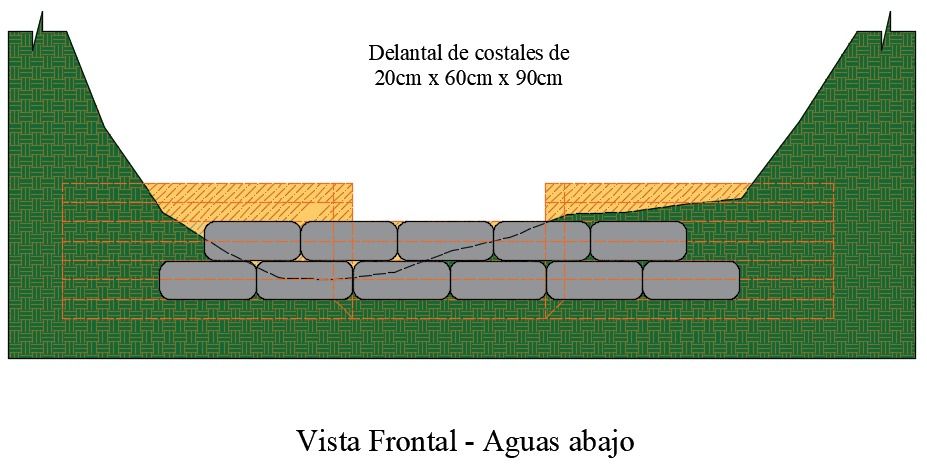 Delantal de costales de
20cm x 60cm x 90cm
Vista Frontal - Aguas abajo